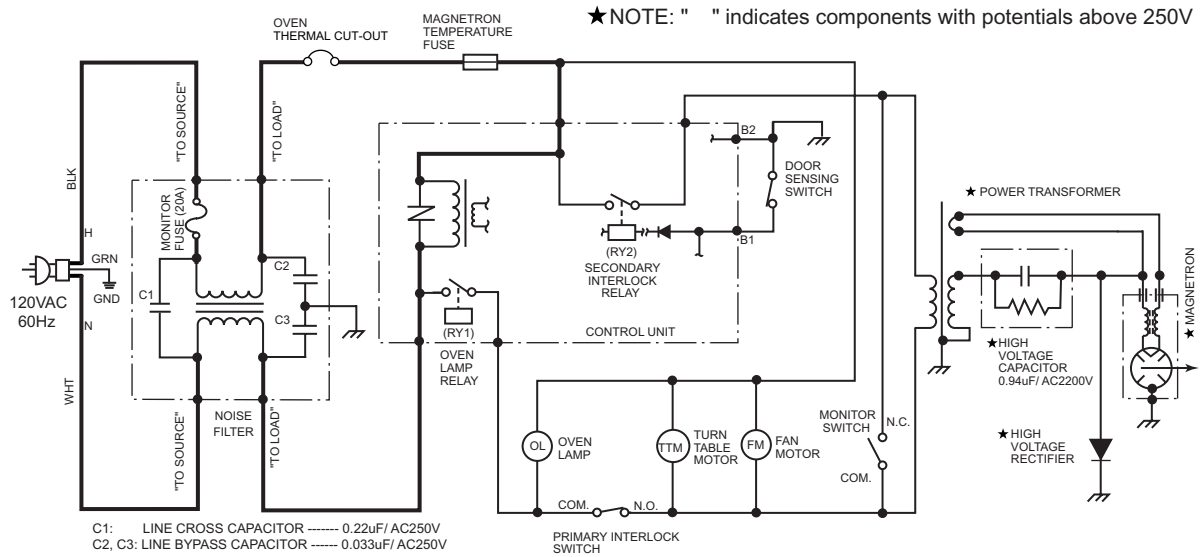 ★NOTE: " " indicates components with potentials above 250V
OVEN
THERMAL CUT-OUT
MAGNETRON
TEMPERATURE
FUSE
"TO SOURCE"
"TO LOAD"
BLK
H
GRN
GND
120VAC
60Hz
N
WHT
MONITOR
FUSE (20A)
C1
C2
C3
NOISE
FILTER
"TO SOURCE"
"TO LOAD"
B2
DOOR
SENSING
SWITCH
B1
(RY2)
SECONDARY
INTERLOCK
RELAY
(RY1)
CONTROL UNIT
OVEN
LAMP
RELAY
★ POWER TRANSFORMER
★HIGH
VOLTAGE
CAPACITOR
0.94uF/ AC2200V
★ MAGNETRON
OL
OVEN
LAMP
TTM
TURN
TABLE
MOTOR
FM
FAN
MOTOR
MONITOR
SWITCH
N.C.
COM.
★HIGH
VOLTAGE
RECTIFIER
COM.
N.O.
PRIMARY INTERLOCK
SWITCH
C1: LINE CROSS CAPACITOR ------- 0.22uF/ AC250V
C2, C3: LINE BYPASS CAPACITOR ------ 0.033uF/ AC250V